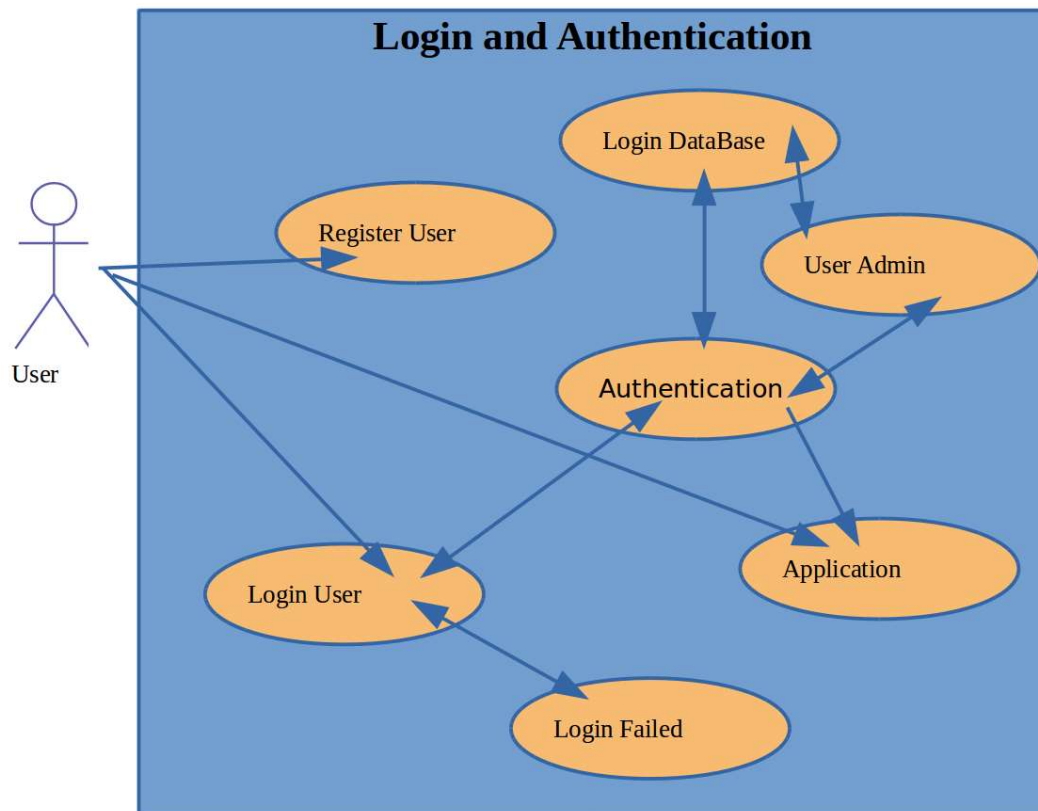 Login and Authentication
Login DataBase
Register User
User Admin
User
Authentication
Application
Login User
Login Failed